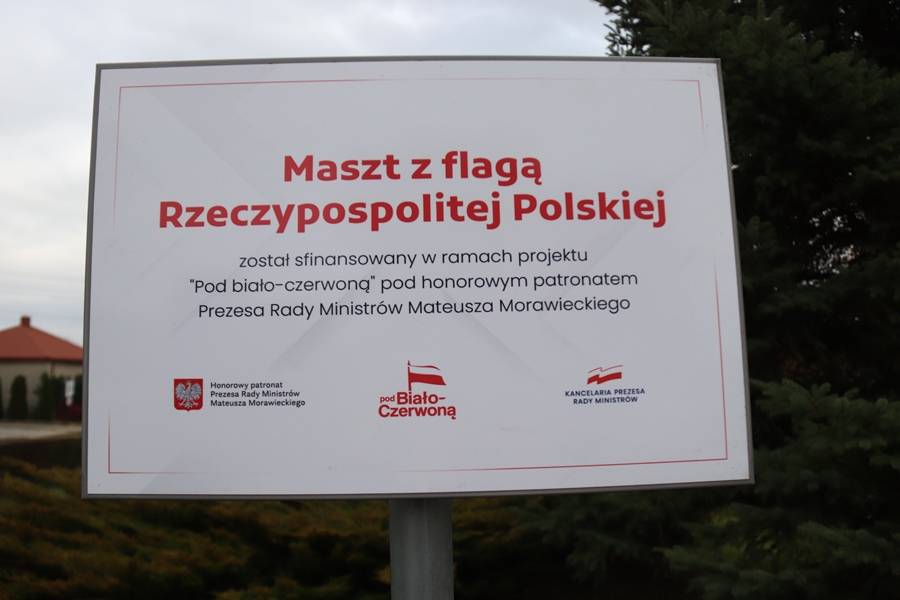 Maszt z flagą
Rzeczypospolitej Polskiej
został sfinansowany w ramach projektu
"Pod biało-czerwoną" pod honorowym patronatem
Prezesa Rady Ministrów Mateusza Morawieckiego
Honorowy patronat
Prezesa Rady Ministrów
Mateusza Morawieckiego
pod Biało-
Czerwoną
KANCELARIA PREZESA
RADY MINISTRÓW